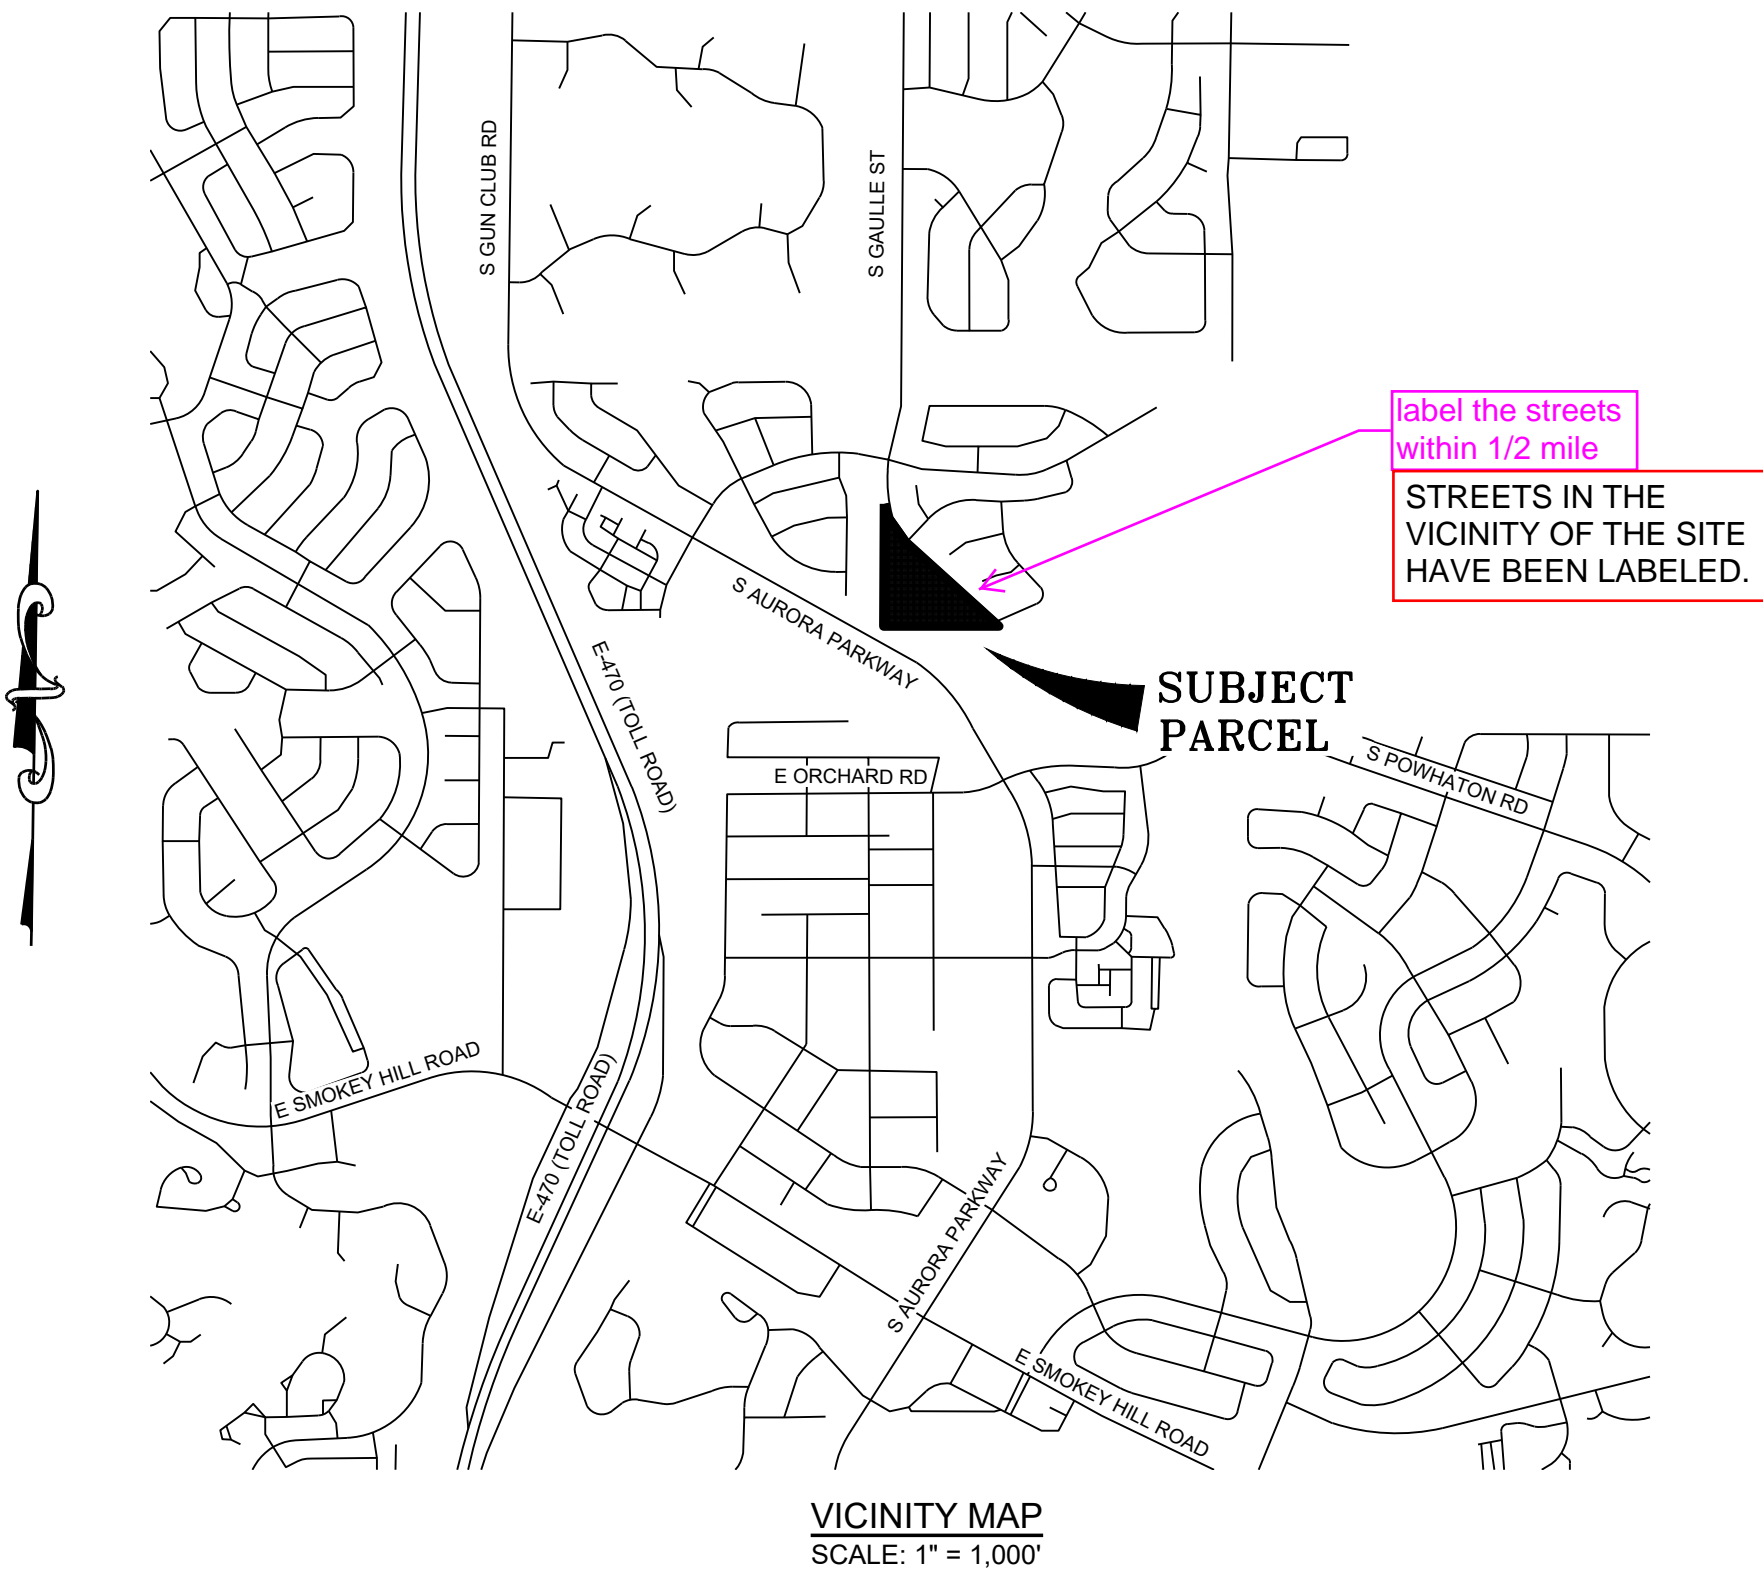 S GUN CLUB RD
S GAULLE ST
label the streets
within 1/2 mile
STREETS IN THE
VICINITY OF THE SITE
HAVE BEEN LABELED.
S AURORA PARKWAY
E-470 (TOLL ROAD)
SUBJECT
PARCEL
E ORCHARD RD
S POWHATON RD
E SMOKEY HILL ROAD
E-470 (TOLL ROAD)
S AURORA PARKWAY
E SMOKEY HILL ROAD
VICINITY MAP
SCALE: 1" = 1,000'